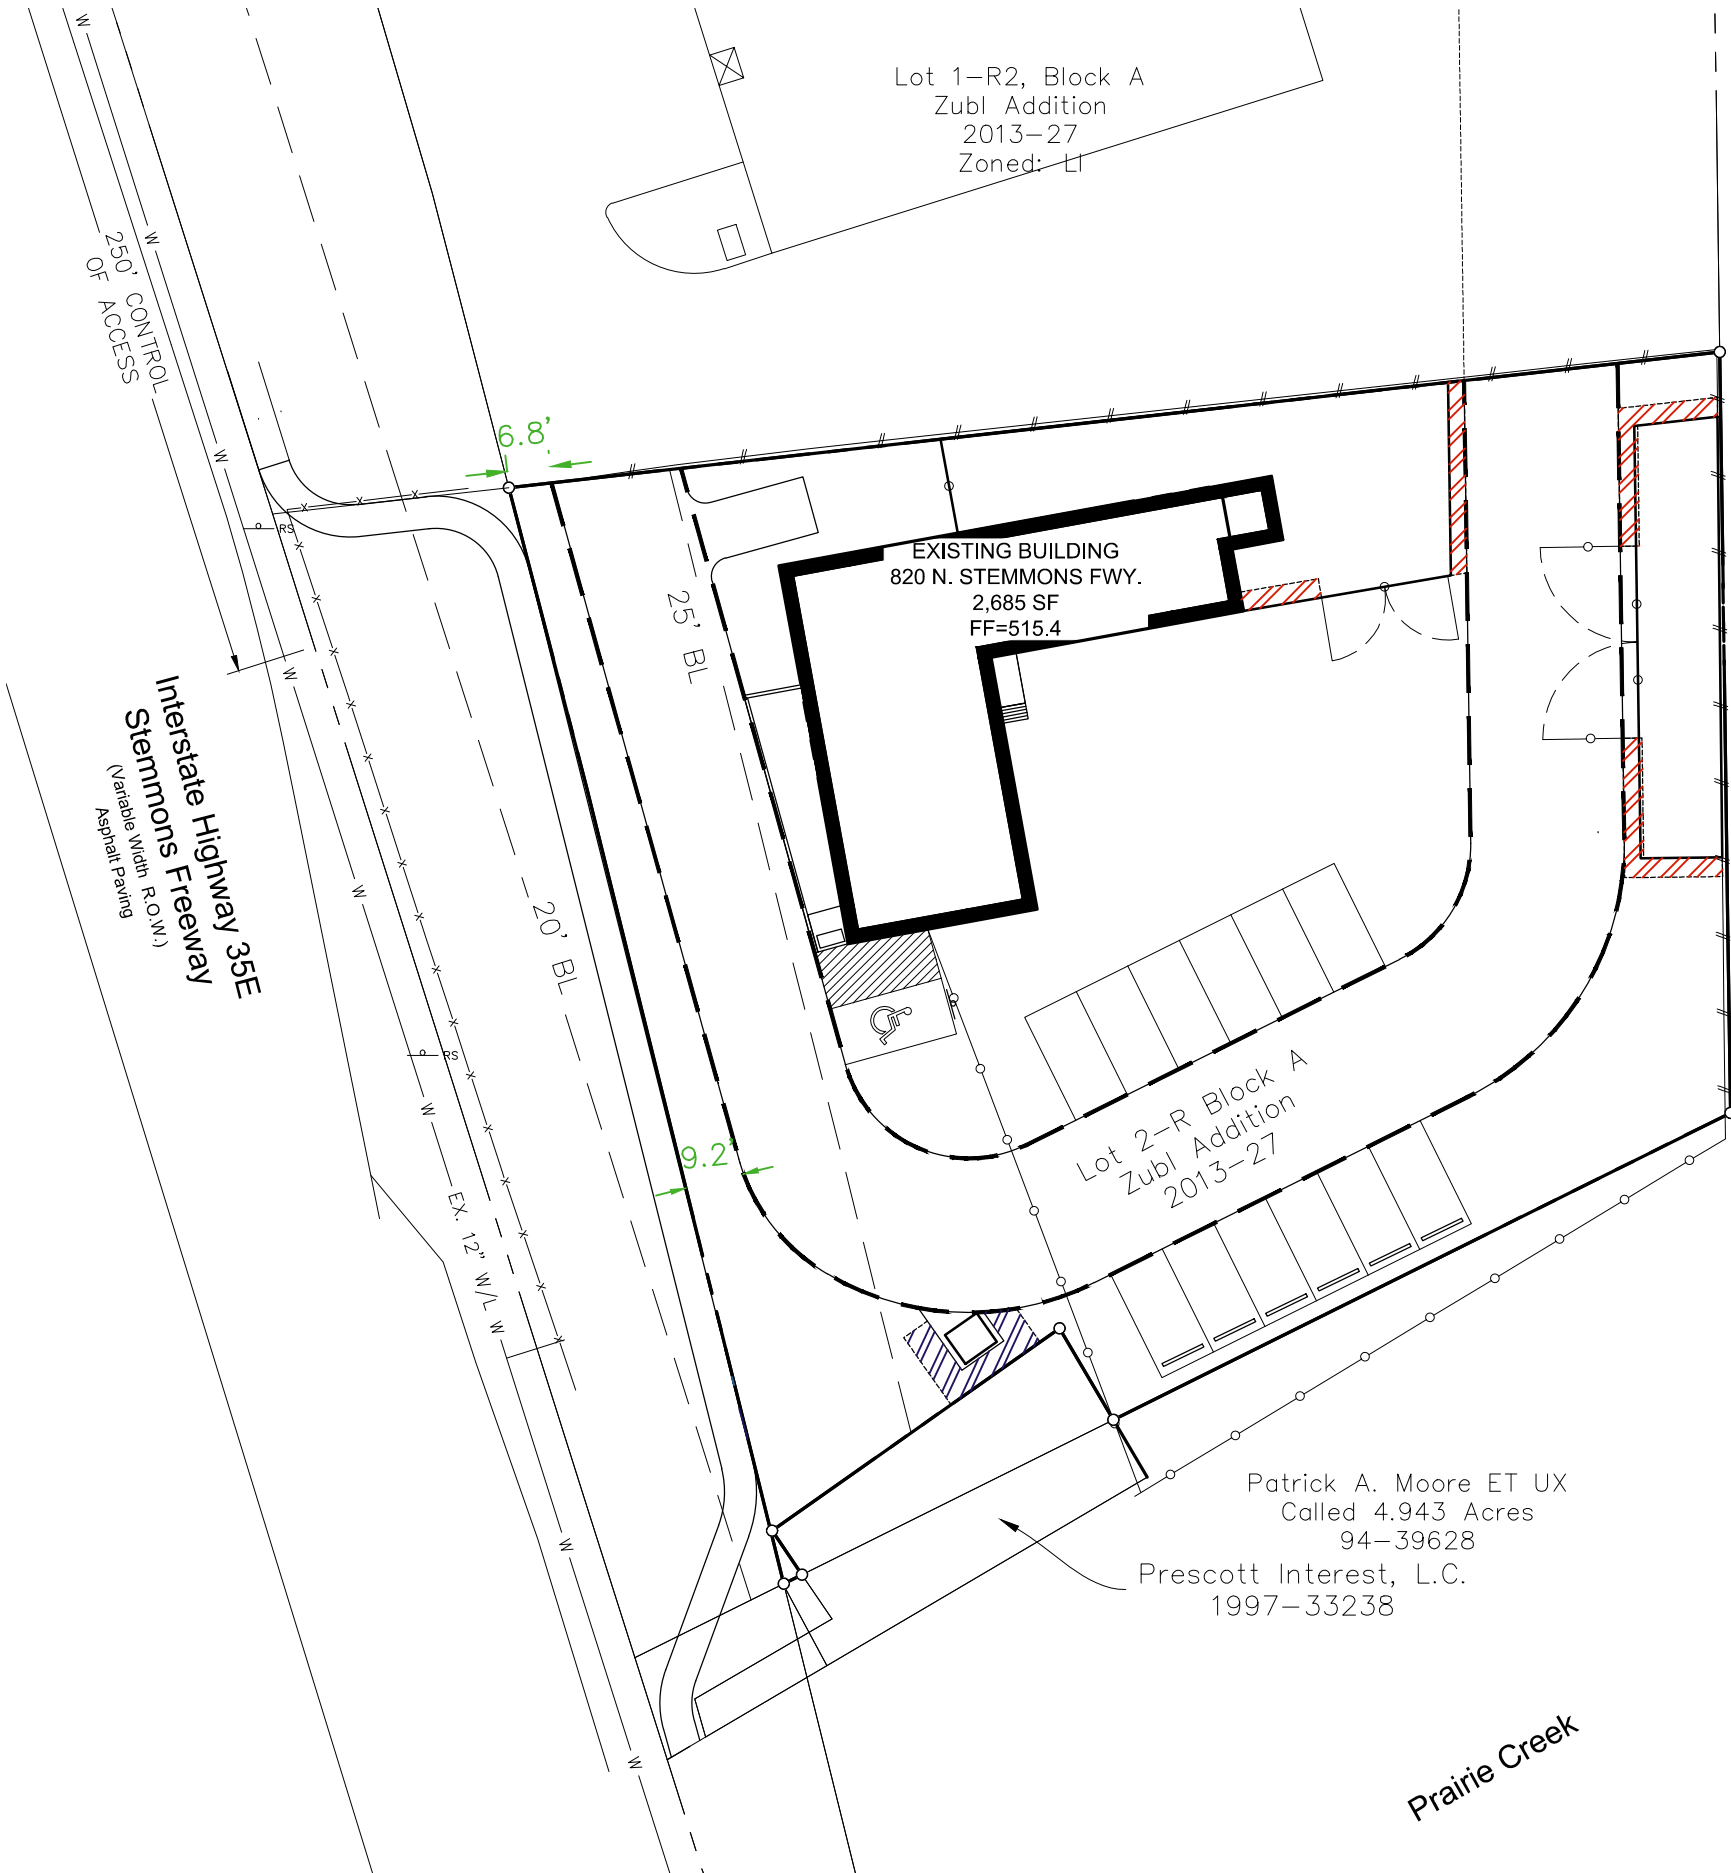 Lot 1-R2, Block A
Zubl Addition
2013-27
Zoned: LI
W
W
W
W
W
W
W
W
W
W
250' CONTROL
OF ACCESS
6.8'
RS
EXISTING BUILDING
820 N. STEMMONS FWY.
2,685 SF
FF=515.4
25' BL
Interstate Highway 35E
Stemmons Freeway
(Variable Width R.O.W.)
Asphalt Paving
20' BL
RS
9.2'
EX. 12" W/L
Lot 2-R Block A
Zubl Addition
2013-27
Patrick A. Moore ET UX
Called 4.943 Acres
94-39628
Prescott Interest, L.C.
1997-33238
Prairie Creek